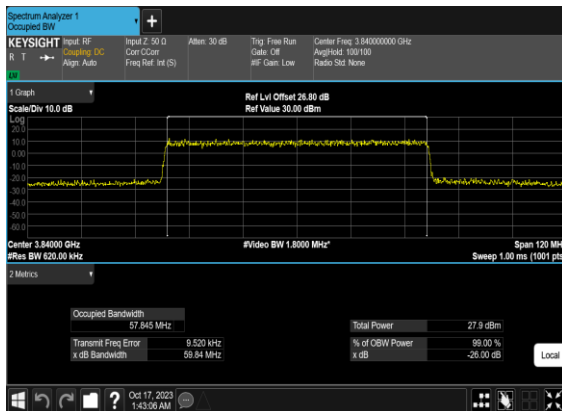 Spectrum Analyzer 1
Occupied BW
KEYSIGHT
R T
Input: RF
Coupling: DC
Align: Auto
Input Z: 50 Ω
Corr CCorr
Freq Ref: Int (S)
Atten: 30 dB
Trig: Free Run
Gate: Off
#IF Gain: Low
Center Freq: 3.840000000 GHz
Avg|Hold: 100/100
Radio Std: None
1 Graph
Scale/Div 10.0 dB
Ref Lvl Offset 26.80 dB
Ref Value 30.00 dBm
Log
20.0
10.0
0.00
-10.0
-20.0
-30.0
-40.0
-50.0
-60.0
Center 3.84000 GHz
#Video BW 1.8000 MHz*
Span 120 MH
#Res BW 620.00 kHz
Sweep 1.00 ms (1001 pts
2 Metrics
Occupied Bandwidth
57.845 MHz
Total Power 27.9 dBm
Transmit Freq Error 9.520 kHz
% of OBW Power 99.00 %
x dB Bandwidth 59.84 MHz
x dB -26.00 dB
Local
?
Oct 17, 2023
1:43:06 AM